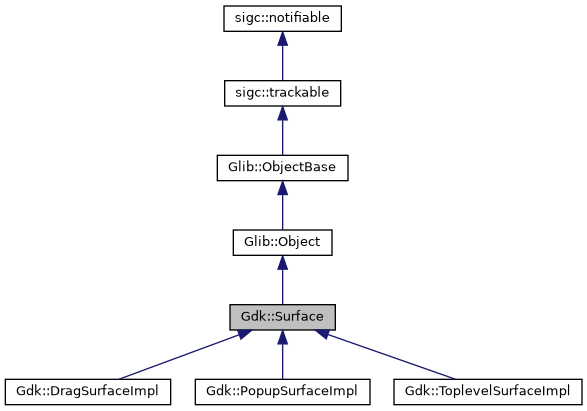 sigc::notifiable
sigc::trackable
Glib::ObjectBase
Glib::Object
Gdk::Surface
Gdk::DragSurfaceImpl
Gdk::PopupSurfaceImpl
Gdk::ToplevelSurfaceImpl